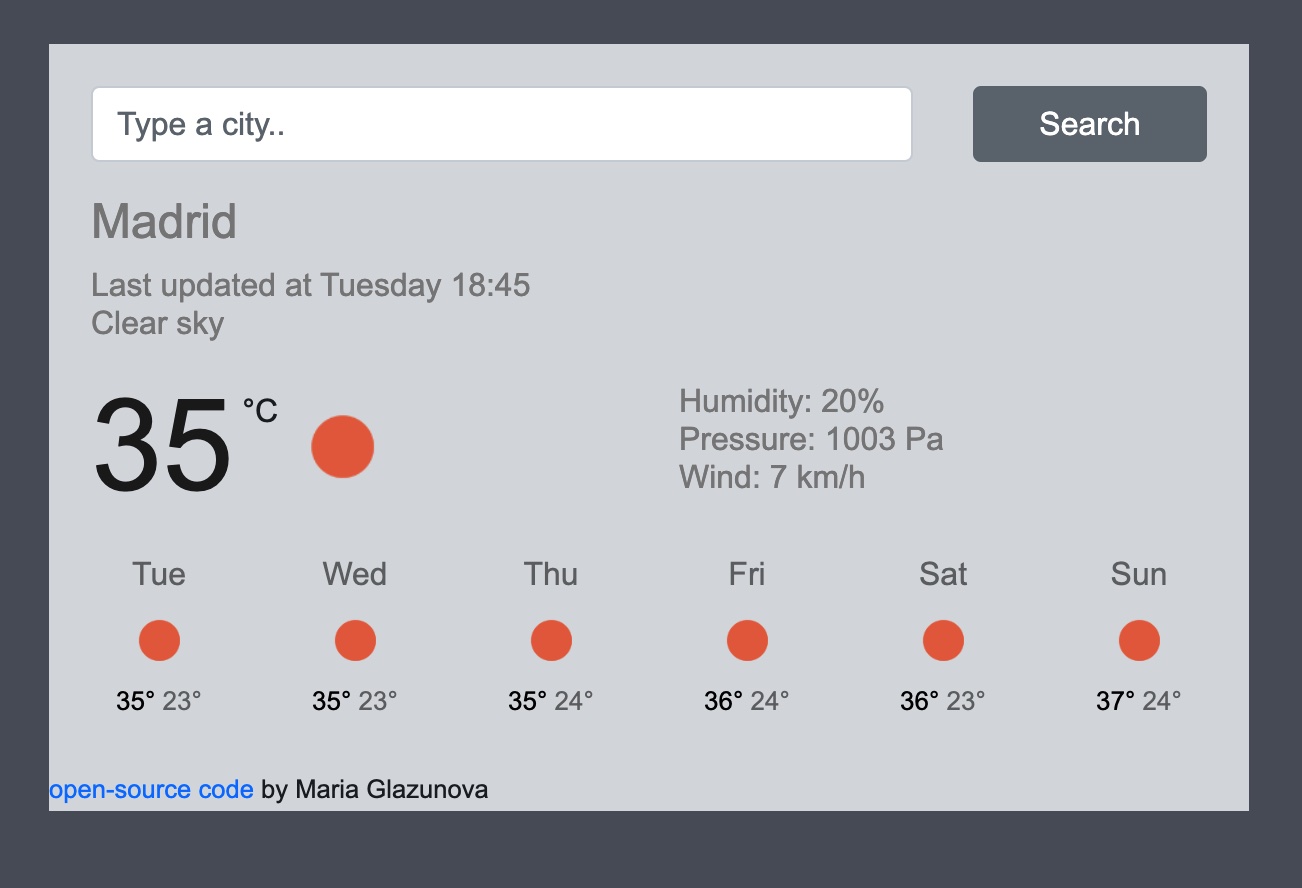 Type a city..
Search
Madrid
Last updated at Tuesday 18:45
Clear sky
35 °C
Humidity: 20%
Pressure: 1003 Pa
Wind: 7 km/h
Tue Wed Thu Fri Sat Sun
35° 23° 35° 23° 35° 24° 36° 24° 36° 23° 37° 24°
open-source code by Maria Glazunova